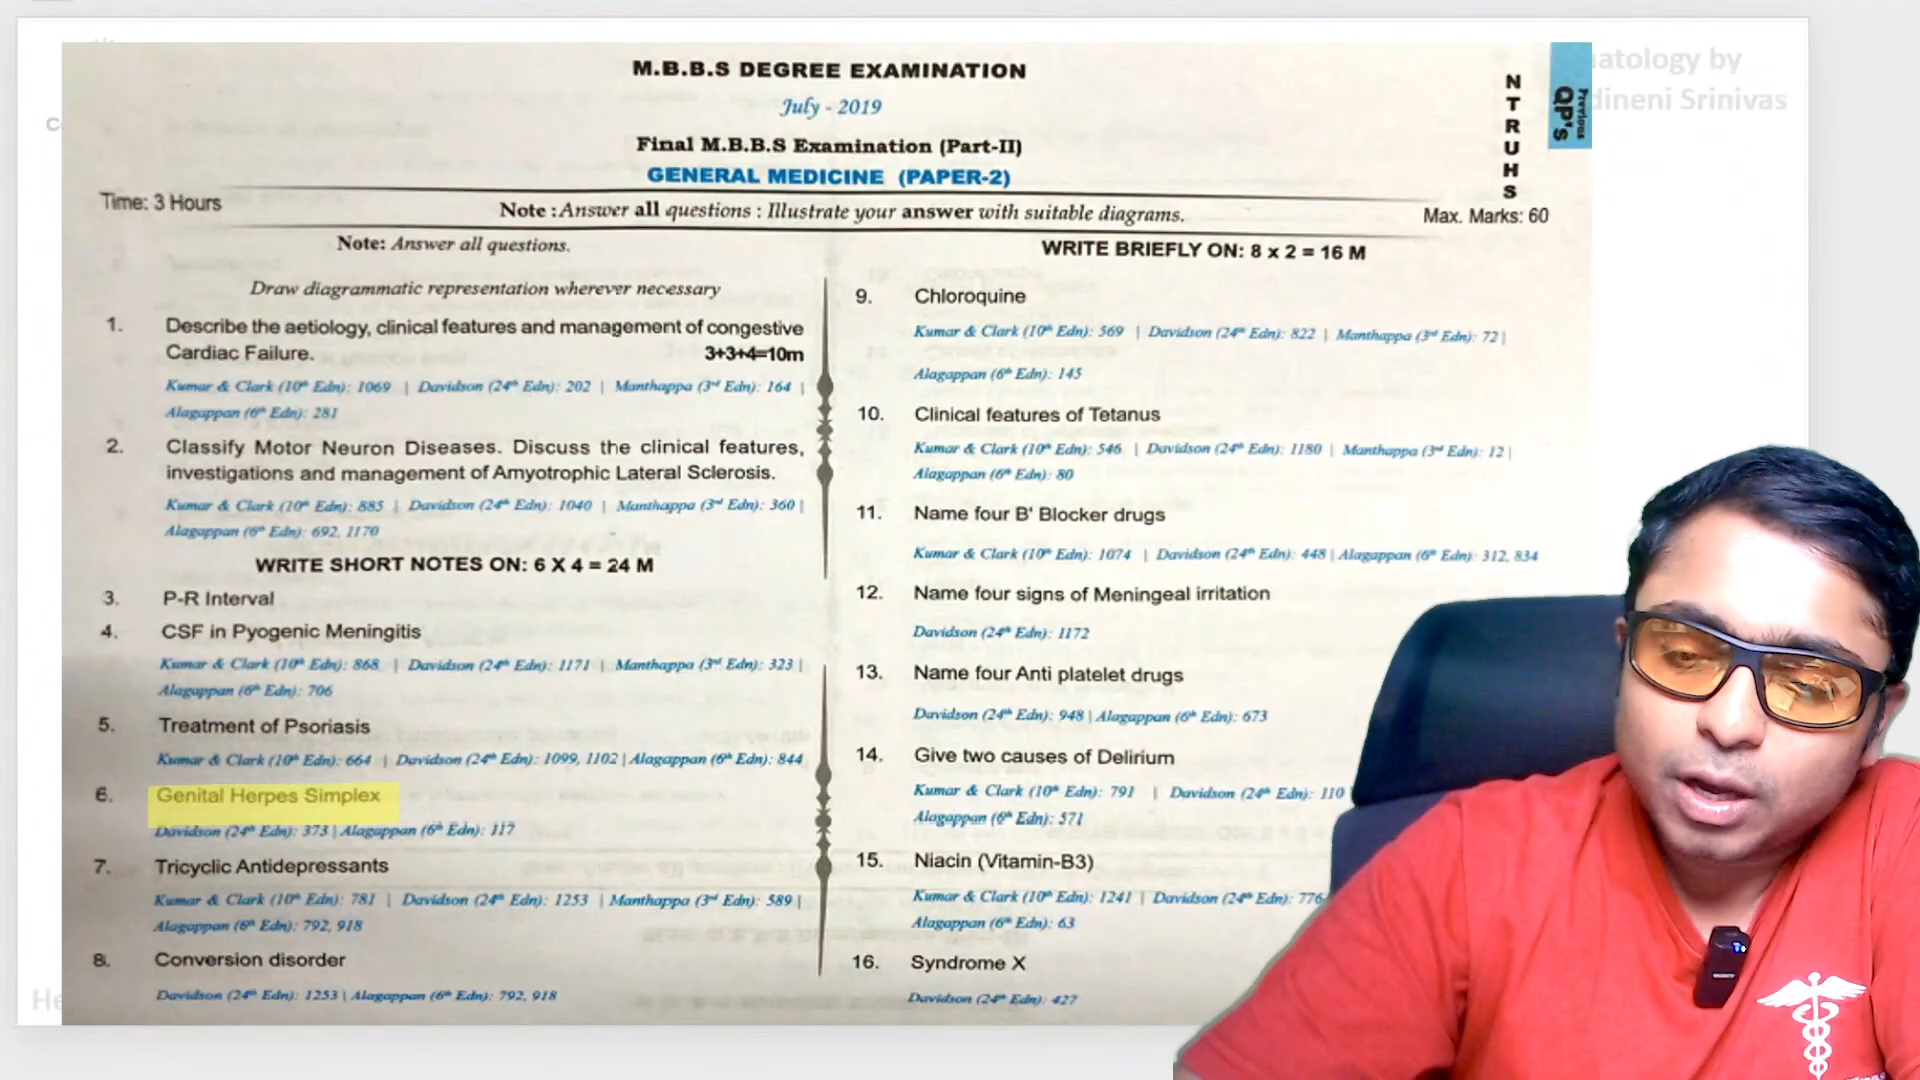 atology by
dineni Srinivas
M.B.B.S DEGREE EXAMINATION
July - 2019
Final M.B.B.S Examination (Part-II)
GENERAL MEDICINE (PAPER-2)
NTRUHS
Previous
QP's
Time: 3 Hours
Note : Answer all questions : Illustrate your answer with suitable diagrams.
Max. Marks: 60
Note: Answer all questions.
Draw diagrammatic representation wherever necessary
1. Describe the aetiology, clinical features and management of congestive
Cardiac Failure. 3+3+4=10m
Kumar & Clark (10th Edn): 1069 | Davidson (24th Edn): 202 | Manthappa (3rd Edn): 164 |
Alagappan (6th Edn): 281
2. Classify Motor Neuron Diseases. Discuss the clinical features,
investigations and management of Amyotrophic Lateral Sclerosis.
Kumar & Clark (10th Edn): 885 | Davidson (24th Edn): 1040 | Manthappa (3rd Edn): 360 |
Alagappan (6th Edn): 692, 1170
WRITE SHORT NOTES ON: 6 X 4 = 24 M
3. P-R Interval
4. CSF in Pyogenic Meningitis
Kumar & Clark (10th Edn): 868 | Davidson (24th Edn): 1171 | Manthappa (3rd Edn): 323 |
Alagappan (6th Edn): 706
5. Treatment of Psoriasis
Kumar & Clark (10th Edn): 664 | Davidson (24th Edn): 1099, 1102 | Alagappan (6th Edn): 844
6. Genital Herpes Simplex
Davidson (24th Edn): 373 | Alagappan (6th Edn): 117
7. Tricyclic Antidepressants
Kumar & Clark (10th Edn): 781 | Davidson (24th Edn): 1253 | Manthappa (3rd Edn): 589 |
Alagappan (6th Edn): 792, 918
8. Conversion disorder
Davidson (24th Edn): 1253 | Alagappan (6th Edn): 792, 918
WRITE BRIEFLY ON: 8 x 2 = 16 M
9. Chloroquine
Kumar & Clark (10th Edn): 569 | Davidson (24th Edn): 822 | Manthappa (3rd Edn): 72 |
Alagappan (6th Edn): 145
10. Clinical features of Tetanus
Kumar & Clark (10th Edn): 546 | Davidson (24th Edn): 1180 | Manthappa (3rd Edn): 12 |
Alagappan (6th Edn): 80
11. Name four B' Blocker drugs
Kumar & Clark (10th Edn): 1074 | Davidson (24th Edn): 448 | Alagappan (6th Edn): 312, 834
12. Name four signs of Meningeal irritation
Davidson (24th Edn): 1172
13. Name four Anti platelet drugs
Davidson (24th Edn): 948 | Alagappan (6th Edn): 673
14. Give two causes of Delirium
Kumar & Clark (10th Edn): 791 | Davidson (24th Edn): 110
Alagappan (6th Edn): 571
15. Niacin (Vitamin-B3)
Kumar & Clark (10th Edn): 1241 | Davidson (24th Edn): 776
Alagappan (6th Edn): 63
16. Syndrome X
Davidson (24th Edn): 427